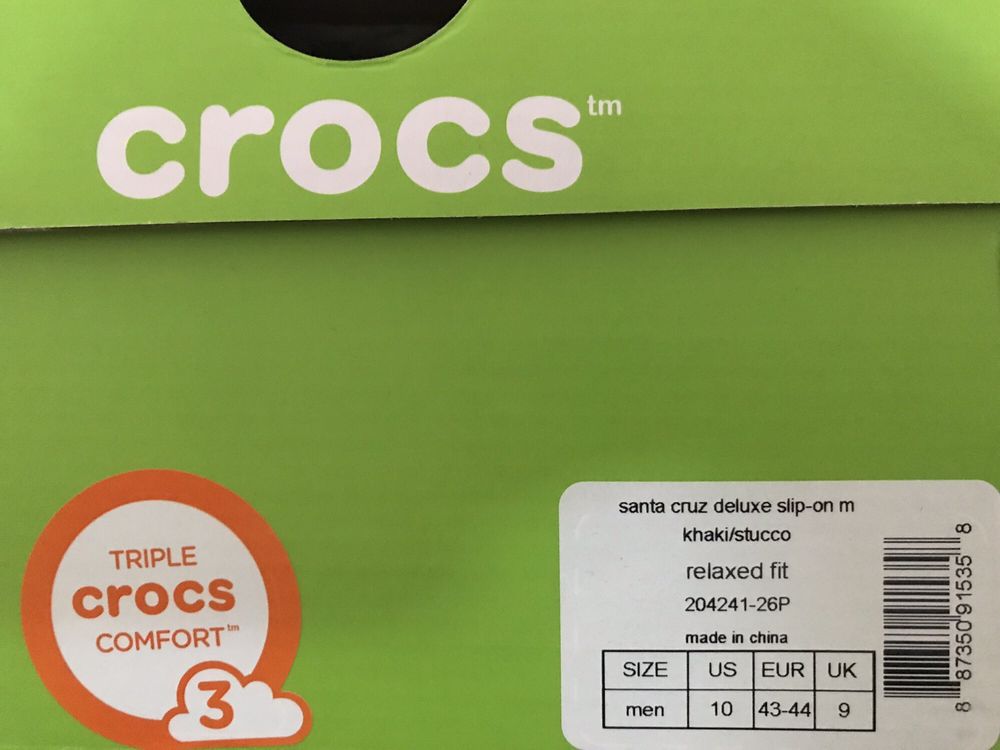 crocs™
TRIPLE
crocs
COMFORT™
3
santa cruz deluxe slip-on m
khaki/stucco
relaxed fit
204241-26P
made in china
SIZE US EUR UK
men 10 43-44 9
8 87350 91535 8